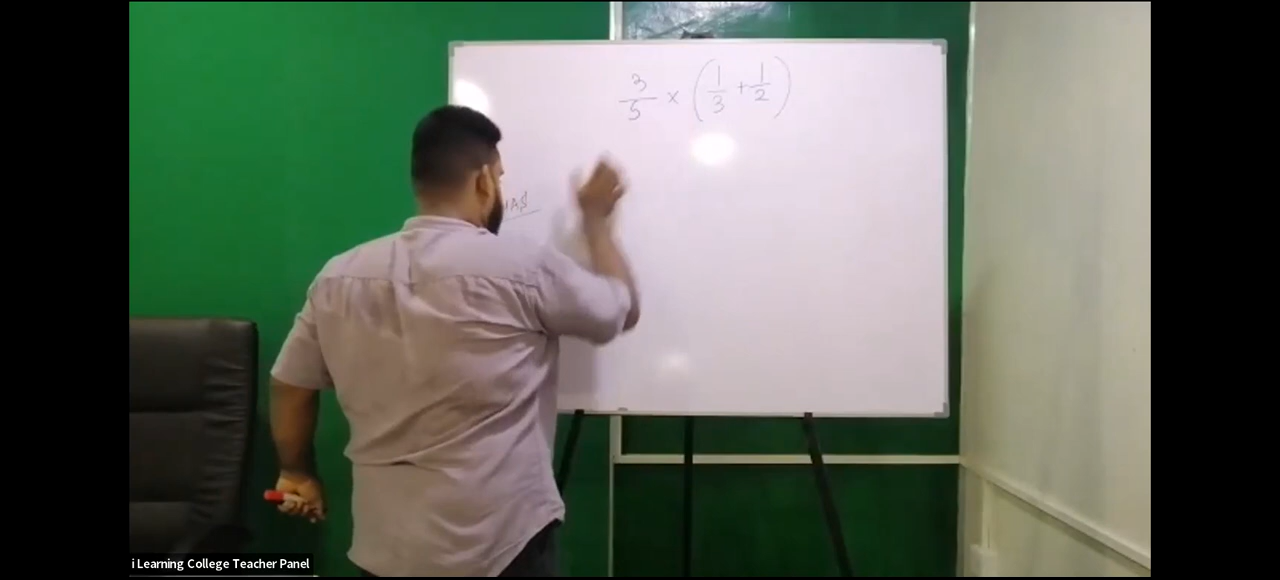 3/5 × (1/3 + 1/2)
i Learning College Teacher Panel